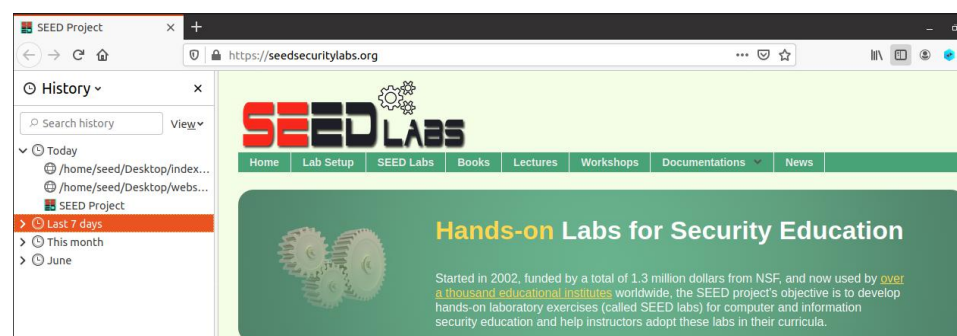 SEED Project
https://seedsecuritylabs.org
History
Search history
View
Today
/home/seed/Desktop/index...
/home/seed/Desktop/webs...
SEED Project
Last 7 days
This month
June
SEEDLABS
Home Lab Setup SEED Labs Books Lectures Workshops Documentations News
Hands-on Labs for Security Education
Started in 2002, funded by a total of 1.3 million dollars from NSF, and now used by over
a thousand educational institutes worldwide, the SEED project's objective is to develop
hands-on laboratory exercises (called SEED labs) for computer and information
security education and help instructors adopt these labs in their curricula.